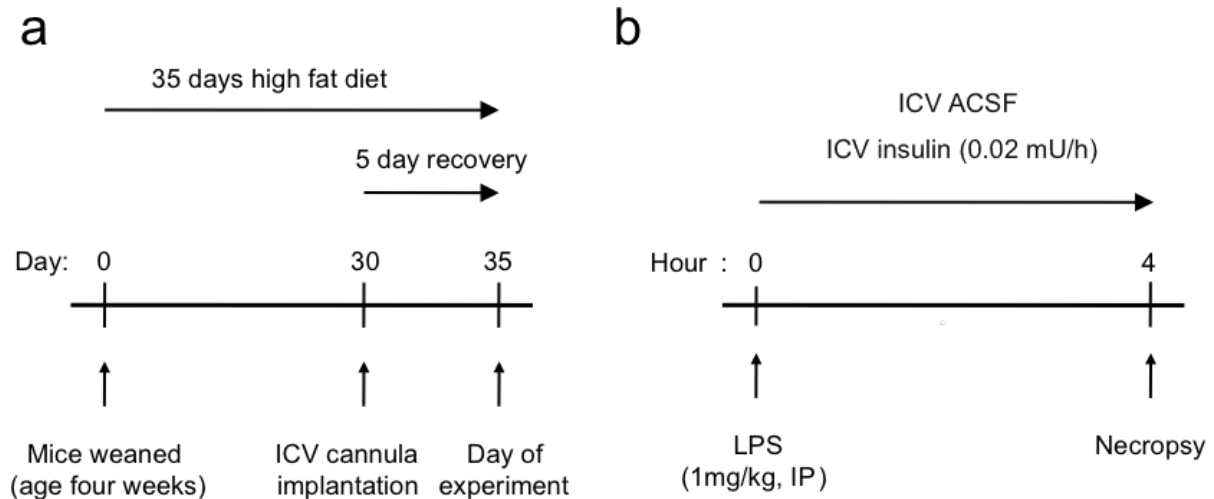 a
35 days high fat diet
5 day recovery
Day: 0 30 35
Mice weaned
(age four weeks)
ICV cannula
implantation
Day of
experiment
b
ICV ACSF
ICV insulin (0.02 mU/h)
Hour : 0 4
LPS
(1mg/kg, IP)
Necropsy